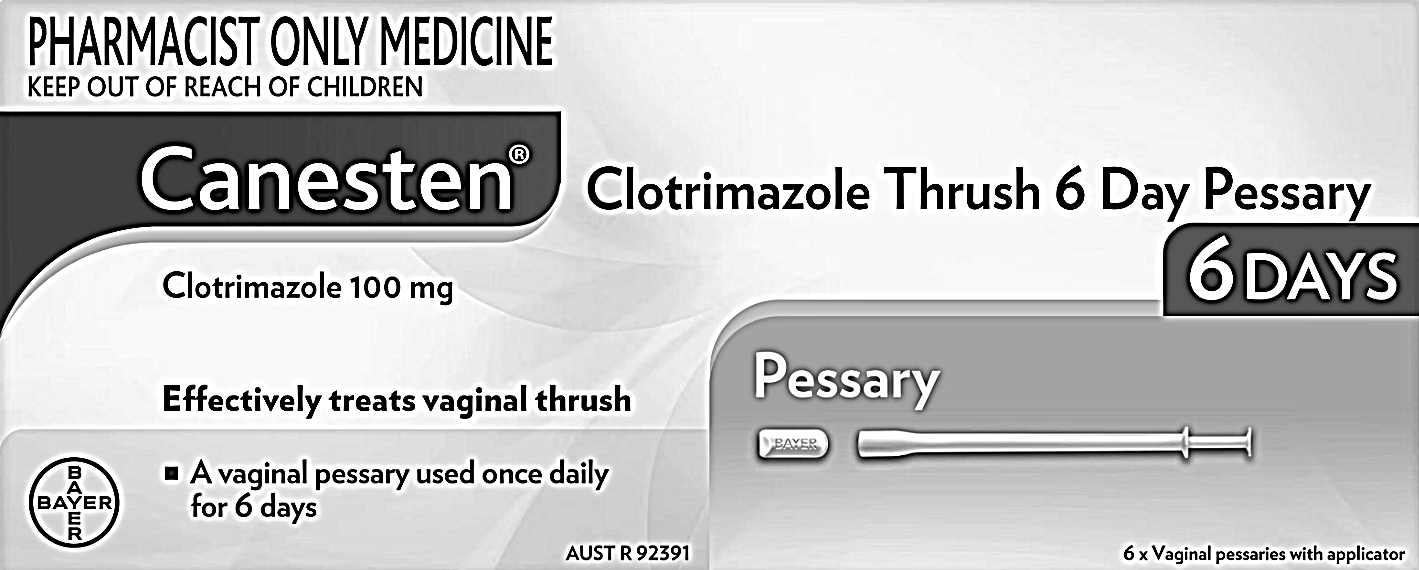 PHARMACIST ONLY MEDICINE
KEEP OUT OF REACH OF CHILDREN
Canesten®
Clotrimazole Thrush 6 Day Pessary
6 DAYS
Clotrimazole 100 mg
Effectively treats vaginal thrush
Pessary
BAYER
BAYER
BAYER
▪ A vaginal pessary used once daily
for 6 days
AUST R 92391
6 x Vaginal pessaries with applicator